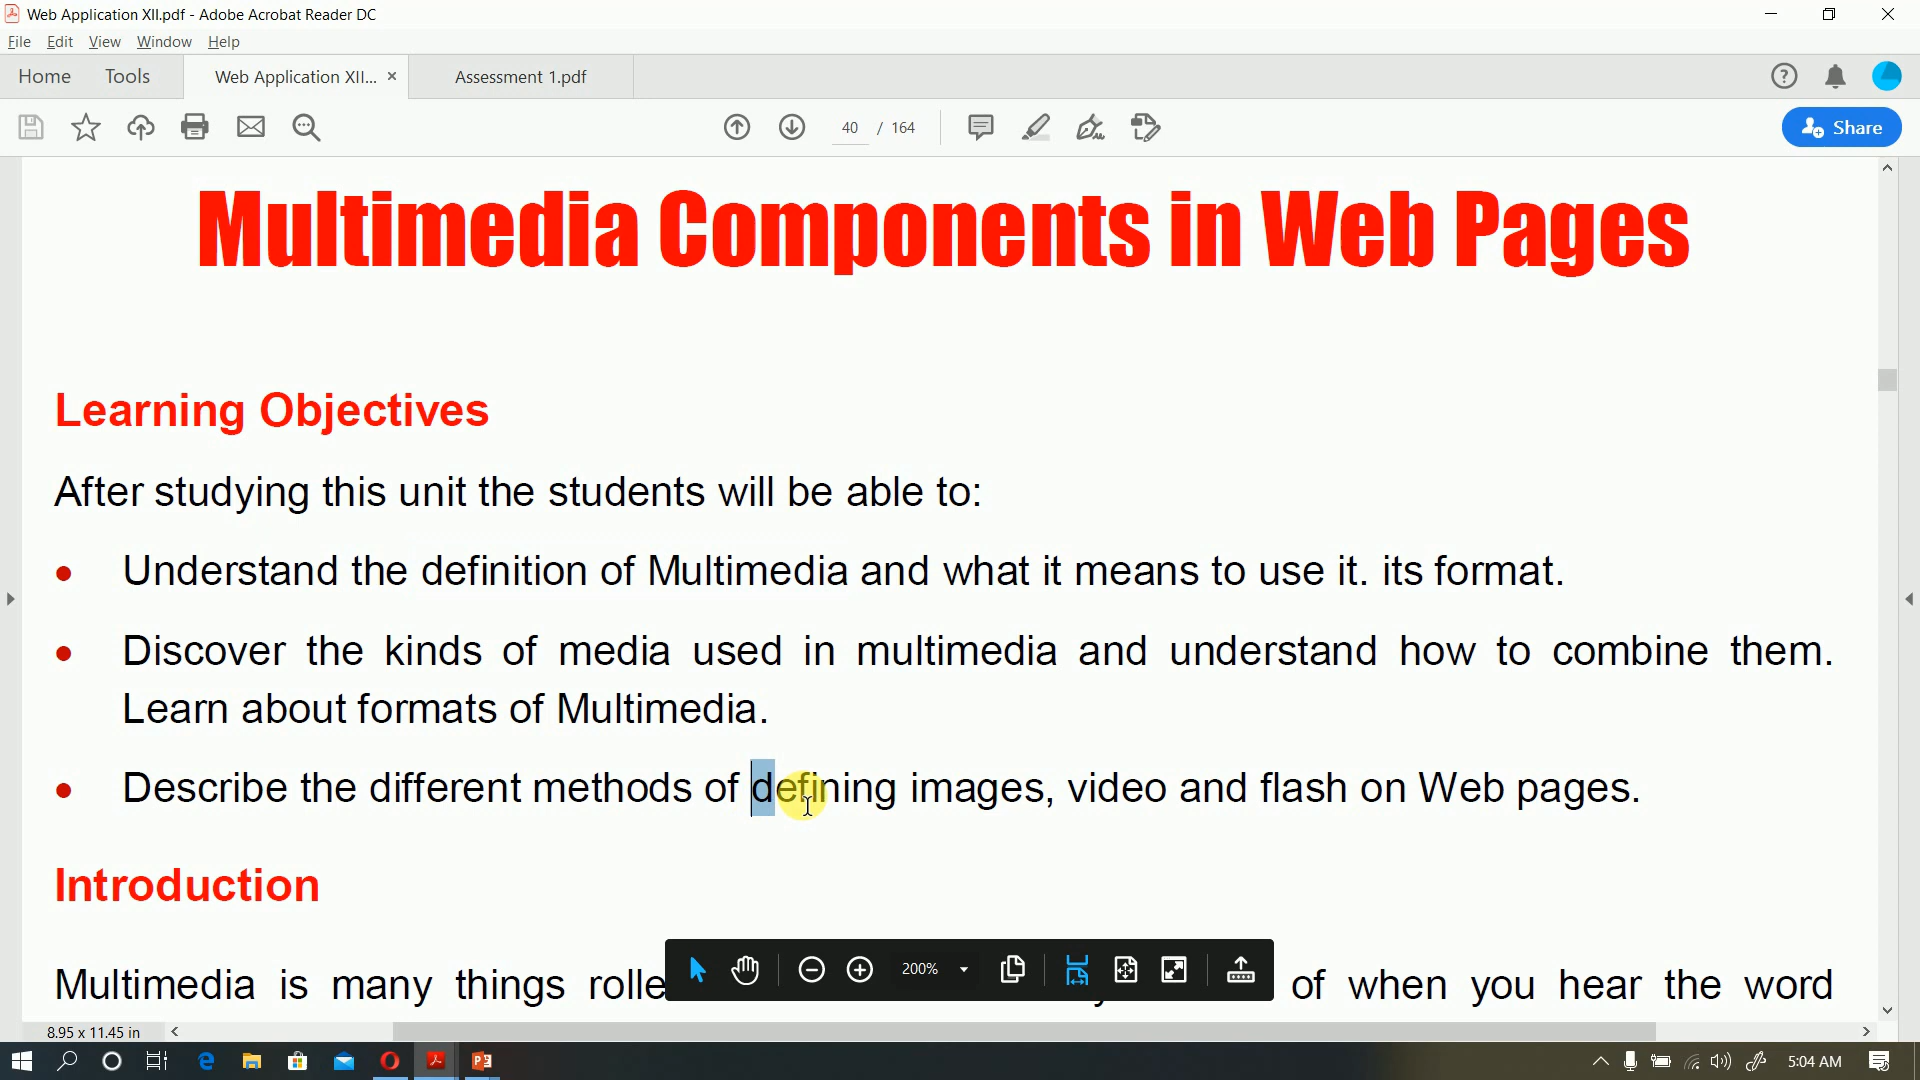 Web Application XII.pdf - Adobe Acrobat Reader DC
File Edit View Window Help
Home Tools Web Application XII... × Assessment 1.pdf
40 / 164
Share
Multimedia Components in Web Pages
Learning Objectives
After studying this unit the students will be able to:
• Understand the definition of Multimedia and what it means to use it. its format.
• Discover the kinds of media used in multimedia and understand how to combine them.
Learn about formats of Multimedia.
• Describe the different methods of defining images, video and flash on Web pages.
Introduction
Multimedia is many things of when you hear the word
200%
8.95 x 11.45 in
5:04 AM